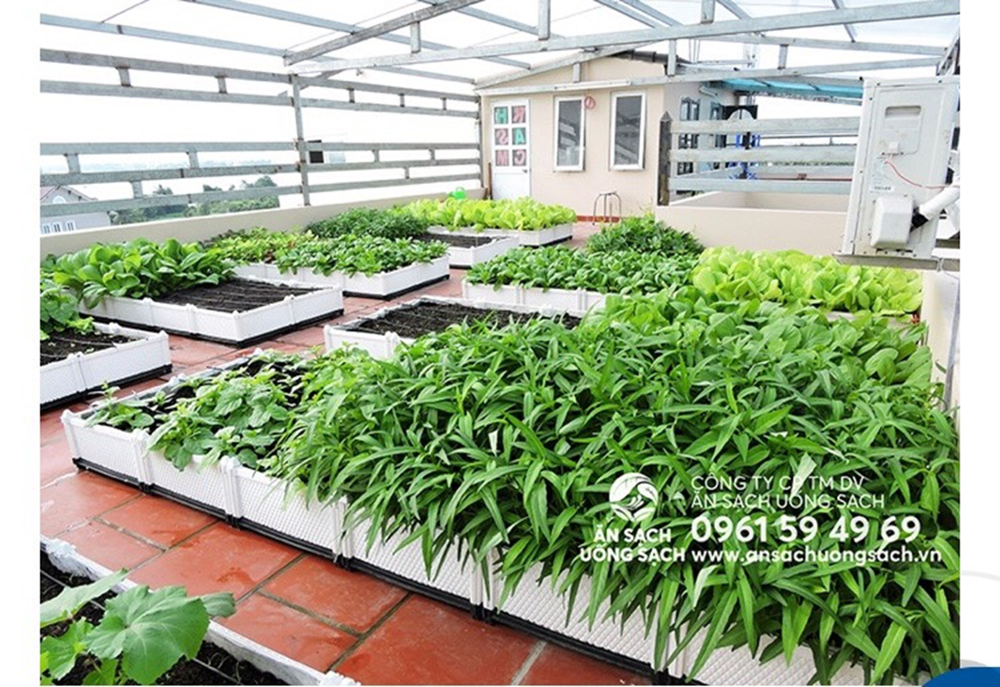 ĂN SẠCH
UỐNG SẠCH
CÔNG TY CP TM DV
ĂN SẠCH UỐNG SẠCH
0961 59 49 69
www.ansachuongsach.vn